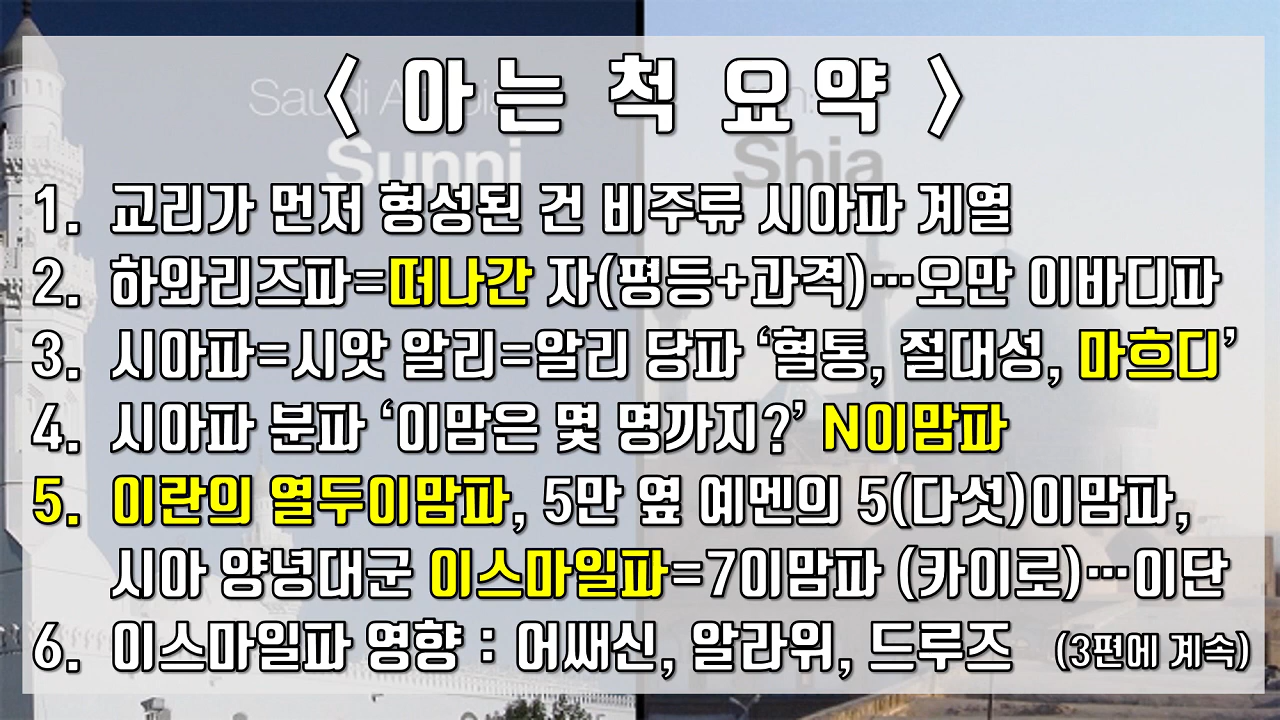 〈 아는 척 요약 〉
Saudi Arabia
Sunni
Shia
1. 교리가 먼저 형성된 건 비주류 시아파 계열
2. 하와리즈파=떠나간 자(평등+과격)…오만 이바디파
3. 시아파=시앗 알리=알리 당파 ‘혈통, 절대성, 마흐디’
4. 시아파 분파 ‘이맘은 몇 명까지?’ N이맘파
5. 이란의 열두이맘파, 5만 옆 예멘의 5(다섯)이맘파,
시아 양녕대군 이스마일파=7이맘파 (카이로)…이단
6. 이스마일파 영향 : 어쌔신, 알라위, 드루즈 (3편에 계속)